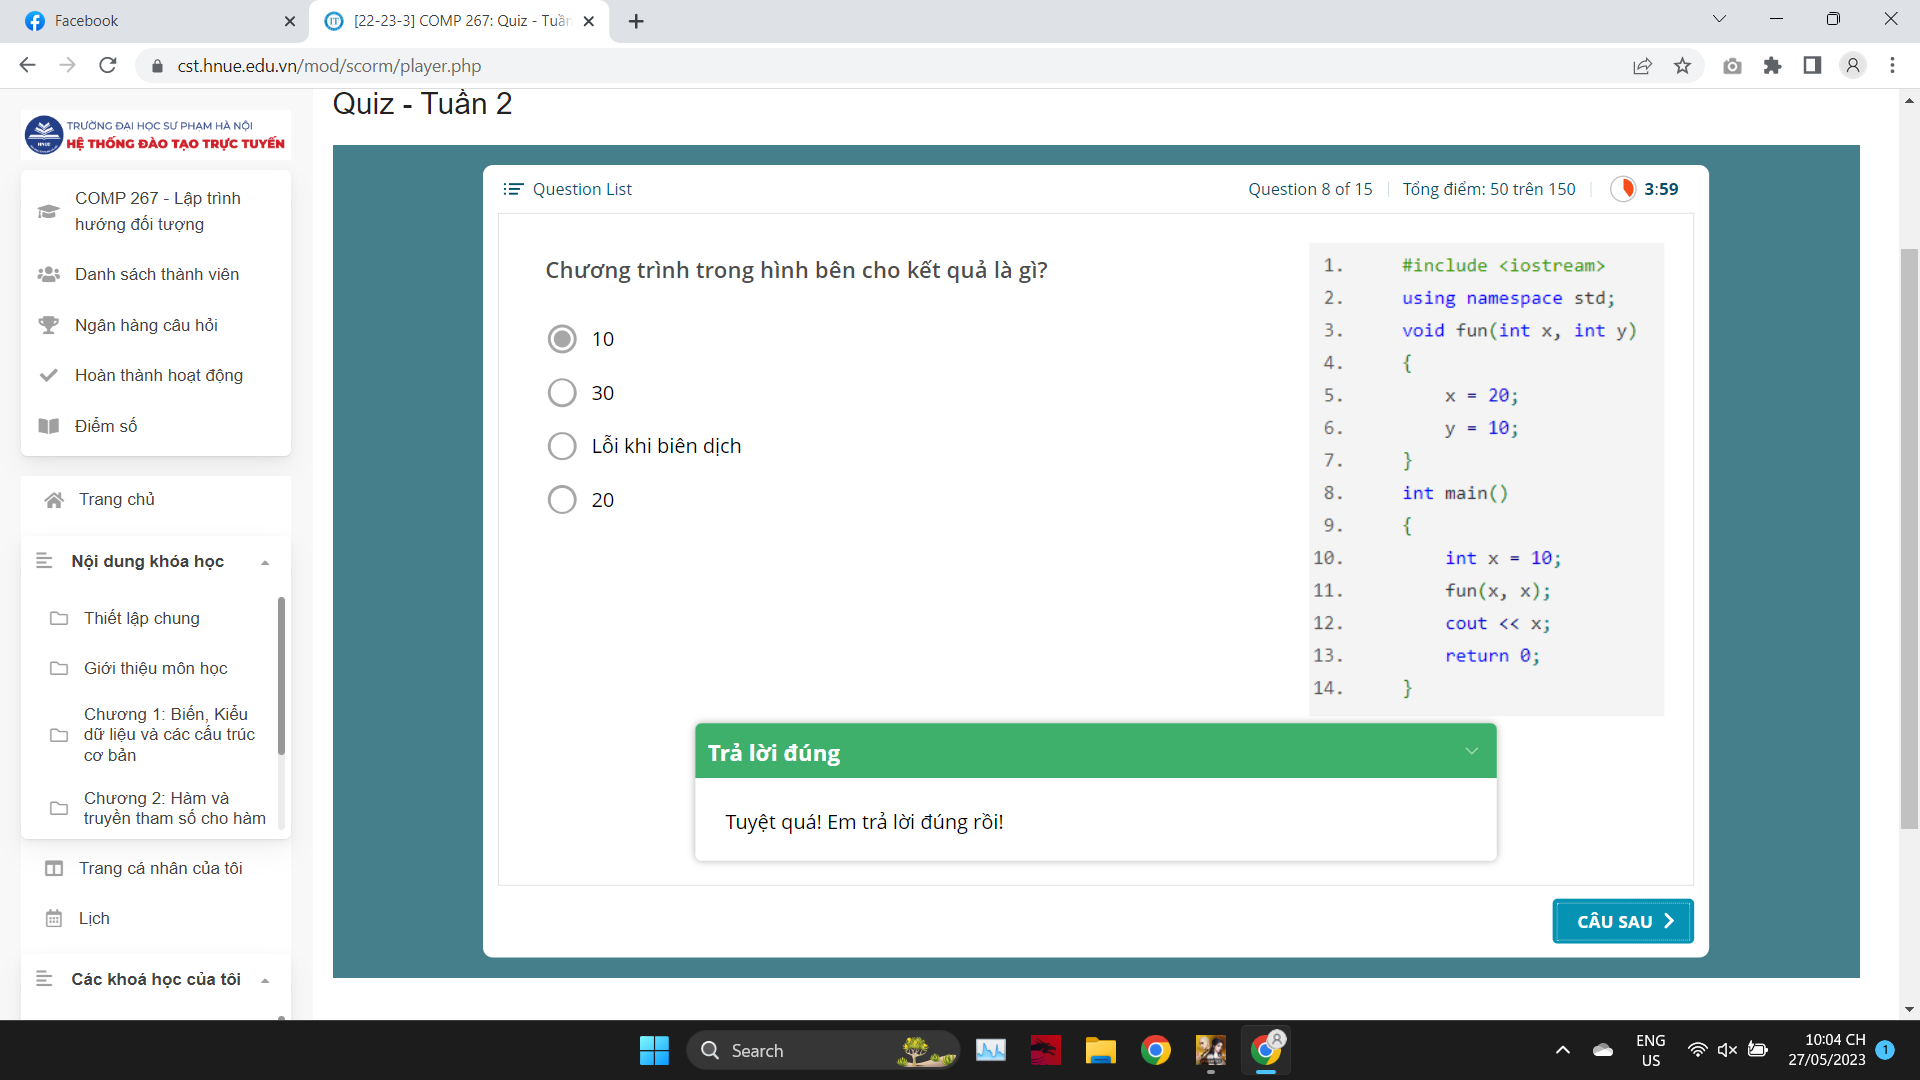 Facebook
[22-23-3] COMP 267: Quiz - Tuần
cst.hnue.edu.vn/mod/scorm/player.php
TRƯỜNG ĐẠI HỌC SƯ PHẠM HÀ NỘI
HỆ THỐNG ĐÀO TẠO TRỰC TUYẾN
HNUE
COMP 267 - Lập trình
hướng đối tượng
Danh sách thành viên
Ngân hàng câu hỏi
Hoàn thành hoạt động
Điểm số
Trang chủ
Nội dung khóa học
Thiết lập chung
Giới thiệu môn học
Chương 1: Biến, Kiểu
dữ liệu và các cấu trúc
cơ bản
Chương 2: Hàm và
truyền tham số cho hàm
Trang cá nhân của tôi
Lịch
Các khoá học của tôi
Quiz - Tuần 2
Question List
Question 8 of 15
Tổng điểm: 50 trên 150
3:59
Chương trình trong hình bên cho kết quả là gì?
10
30
Lỗi khi biên dịch
20
1. #include <iostream>
2. using namespace std;
3. void fun(int x, int y)
4. {
5. x = 20;
6. y = 10;
7. }
8. int main()
9. {
10. int x = 10;
11. fun(x, x);
12. cout << x;
13. return 0;
14. }
Trả lời đúng
Tuyệt quá! Em trả lời đúng rồi!
CÂU SAU
Search
ENG
US
10:04 CH
27/05/2023
1